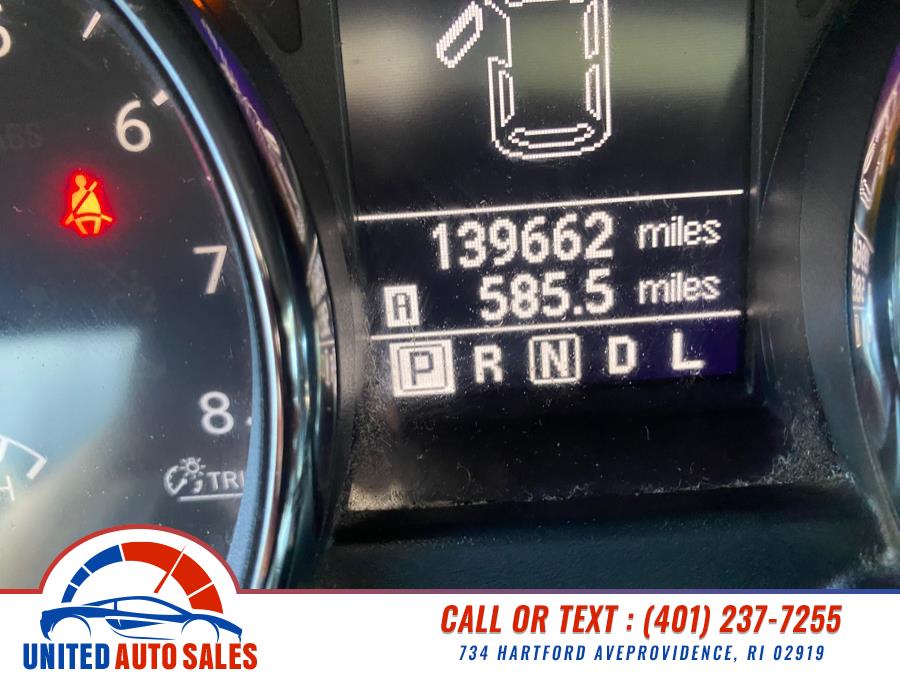 6
139662 miles
7
A 585.5 miles
P R N D L
8
TRI
UNITED AUTO SALES
CALL OR TEXT : (401) 237-7255
734 HARTFORD AVEPROVIDENCE, RI 02919